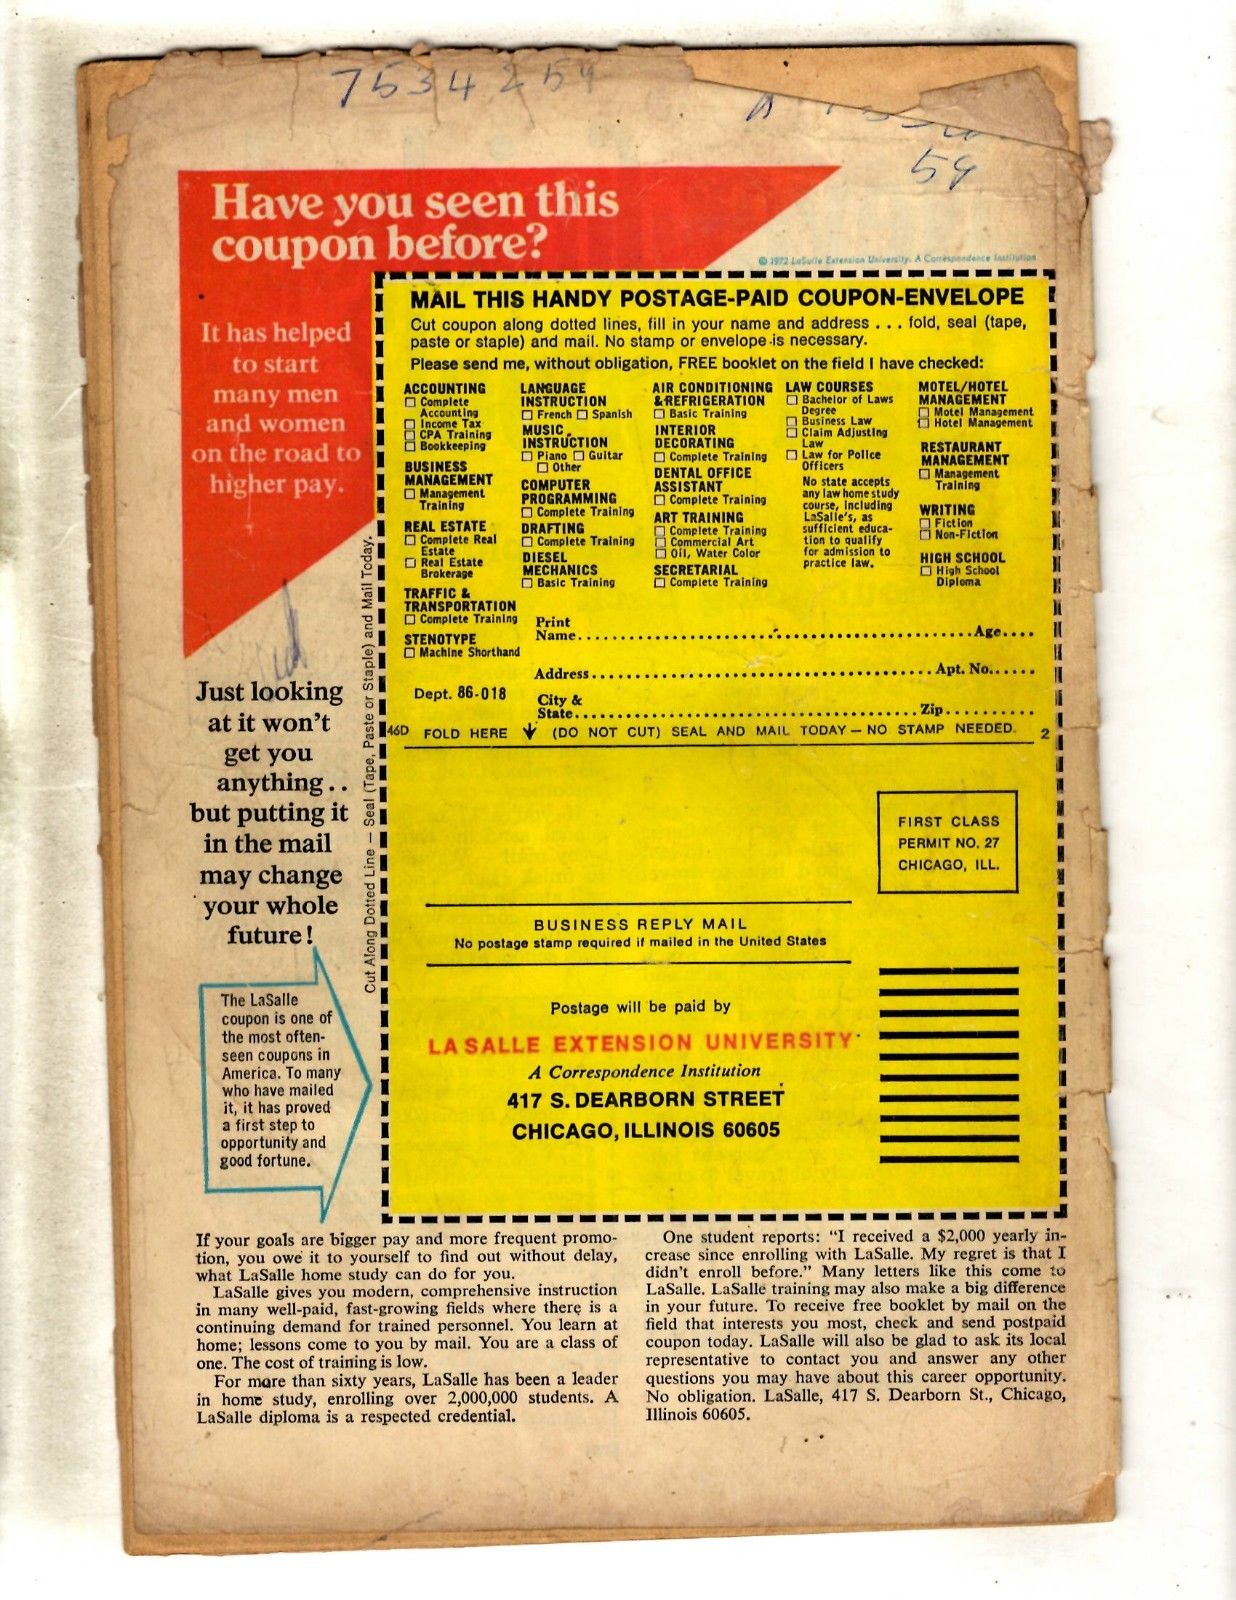 7534259
54
Have you seen this
coupon before?
© 1972 LaSalle Extension University. A Correspondence Institution
It has helped
to start
many men
and women
on the road to
higher pay.
MAIL THIS HANDY POSTAGE-PAID COUPON-ENVELOPE
Cut coupon along dotted lines, fill in your name and address . . . fold, seal (tape,
paste or staple) and mail. No stamp or envelope is necessary.
Please send me, without obligation, FREE booklet on the field I have checked:
ACCOUNTING
Complete
Accounting
Income Tax
CPA Training
Bookkeeping
BUSINESS
MANAGEMENT
Management
Training
REAL ESTATE
Complete Real
Estate
Real Estate
Brokerage
TRAFFIC &
TRANSPORTATION
Complete Training
STENOTYPE
Machine Shorthand
LANGUAGE
INSTRUCTION
French Spanish
MUSIC
INSTRUCTION
Piano Guitar
Other
COMPUTER
PROGRAMMING
Complete Training
DRAFTING
Complete Training
DIESEL
MECHANICS
Basic Training
AIR CONDITIONING
& REFRIGERATION
Basic Training
INTERIOR
DECORATING
Complete Training
DENTAL OFFICE
ASSISTANT
Complete Training
ART TRAINING
Complete Training
Commercial Art
Oil, Water Color
SECRETARIAL
Complete Training
LAW COURSES
Bachelor of Laws
Degree
Business Law
Claim Adjusting
Law
Law for Police
Officers
No state accepts
any law home study
course, including
LaSalle's, as
sufficient educa-
tion to qualify
for admission to
practice law.
MOTEL/HOTEL
MANAGEMENT
Motel Management
Hotel Management
RESTAURANT
MANAGEMENT
Management
Training
WRITING
Fiction
Non-Fiction
HIGH SCHOOL
High School
Diploma
Print
Name Age
Address Apt. No.
Dept. 86-018
City &
State Zip
46D FOLD HERE (DO NOT CUT) SEAL AND MAIL TODAY — NO STAMP NEEDED. 2
Cut Along Dotted Line — Seal (Tape, Paste or Staple) and Mail Today.
Just looking
at it won't
get you
anything . .
but putting it
in the mail
may change
your whole
future!
FIRST CLASS
PERMIT NO. 27
CHICAGO, ILL.
BUSINESS REPLY MAIL
No postage stamp required if mailed in the United States
Postage will be paid by
LA SALLE EXTENSION UNIVERSITY
A Correspondence Institution
417 S. DEARBORN STREET
CHICAGO, ILLINOIS 60605
The LaSalle
coupon is one of
the most often-
seen coupons in
America. To many
who have mailed
it, it has proved
a first step to
opportunity and
good fortune.
If your goals are bigger pay and more frequent promo-
tion, you owe it to yourself to find out without delay,
what LaSalle home study can do for you.
LaSalle gives you modern, comprehensive instruction
in many well-paid, fast-growing fields where there is a
continuing demand for trained personnel. You learn at
home; lessons come to you by mail. You are a class of
one. The cost of training is low.
For more than sixty years, LaSalle has been a leader
in home study, enrolling over 2,000,000 students. A
LaSalle diploma is a respected credential.
One student reports: "I received a $2,000 yearly in-
crease since enrolling with LaSalle. My regret is that I
didn't enroll before." Many letters like this come to
LaSalle. LaSalle training may also make a big difference
in your future. To receive free booklet by mail on the
field that interests you most, check and send postpaid
coupon today. LaSalle will also be glad to ask its local
representative to contact you and answer any other
questions you may have about this career opportunity.
No obligation. LaSalle, 417 S. Dearborn St., Chicago,
Illinois 60605.